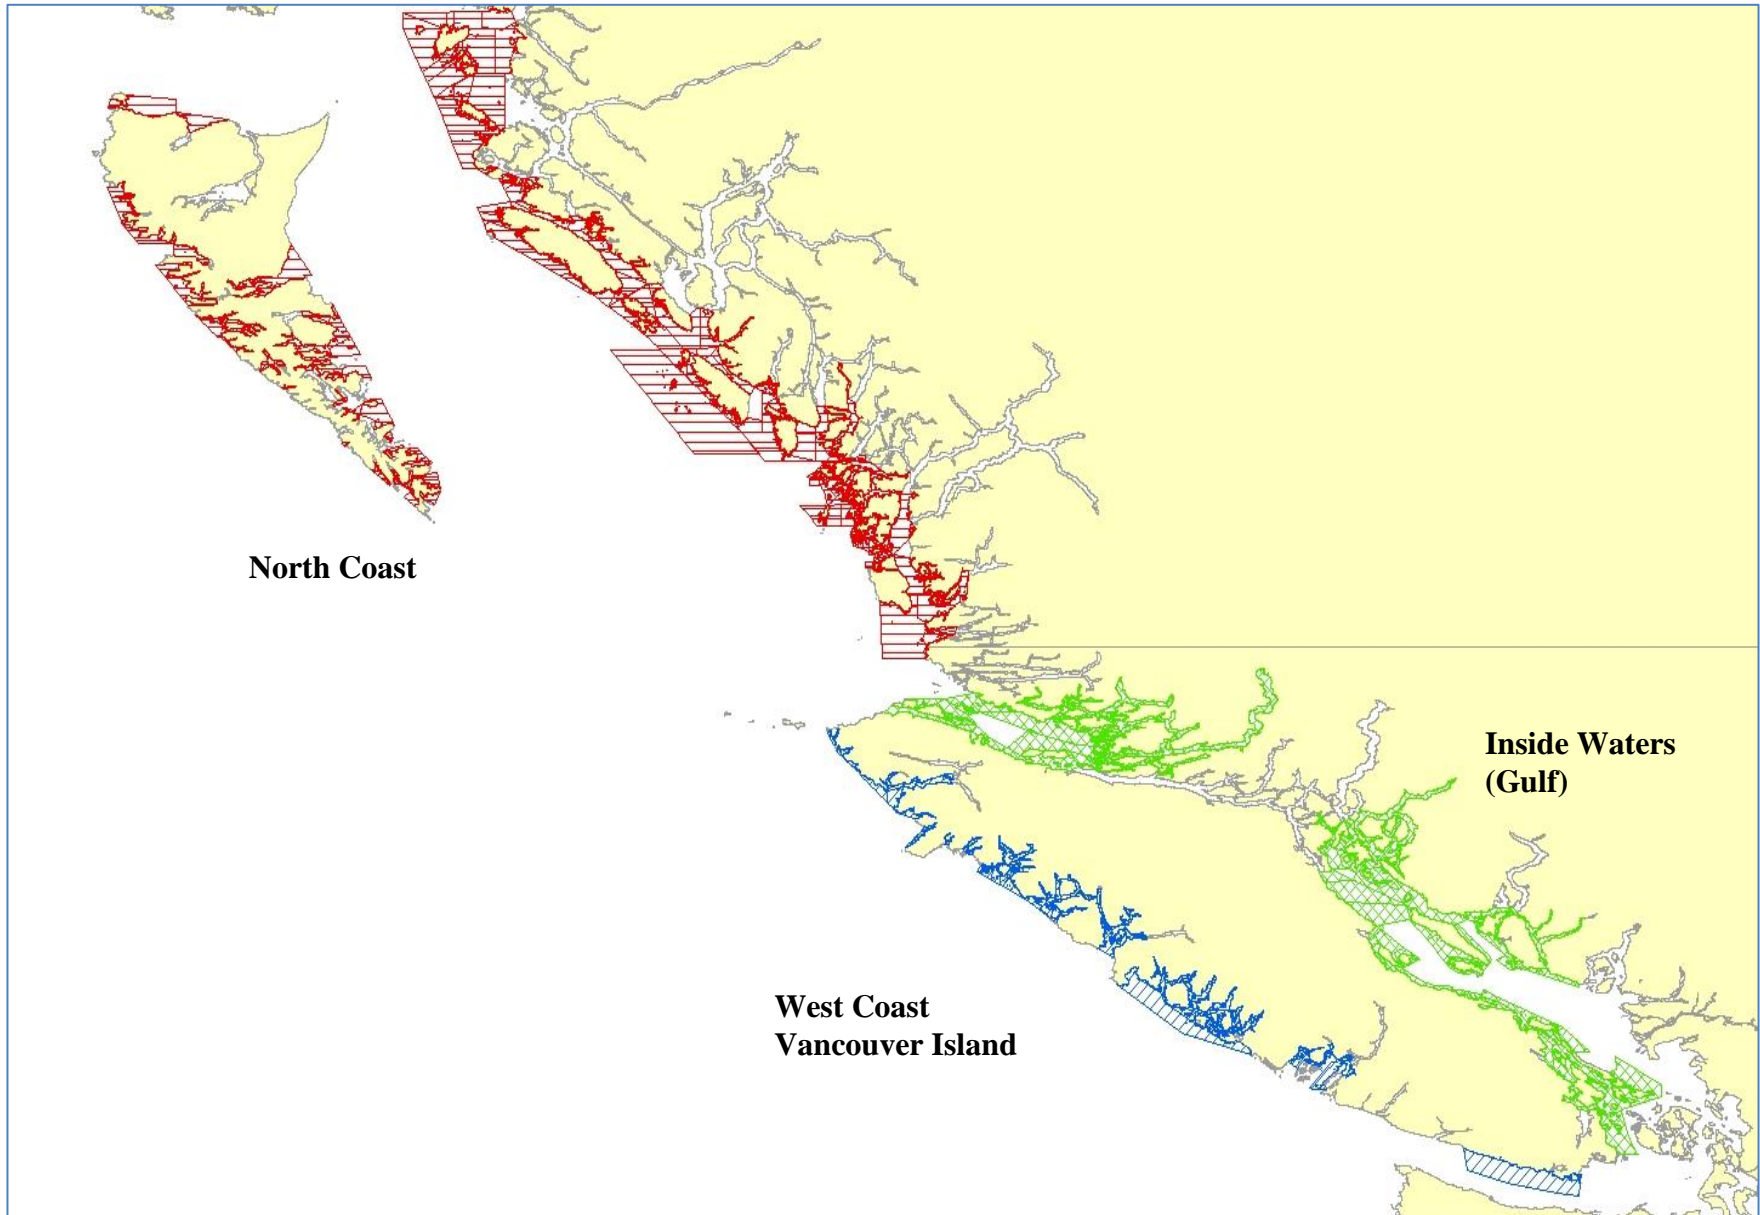 North Coast
Inside Waters
(Gulf)
West Coast
Vancouver Island